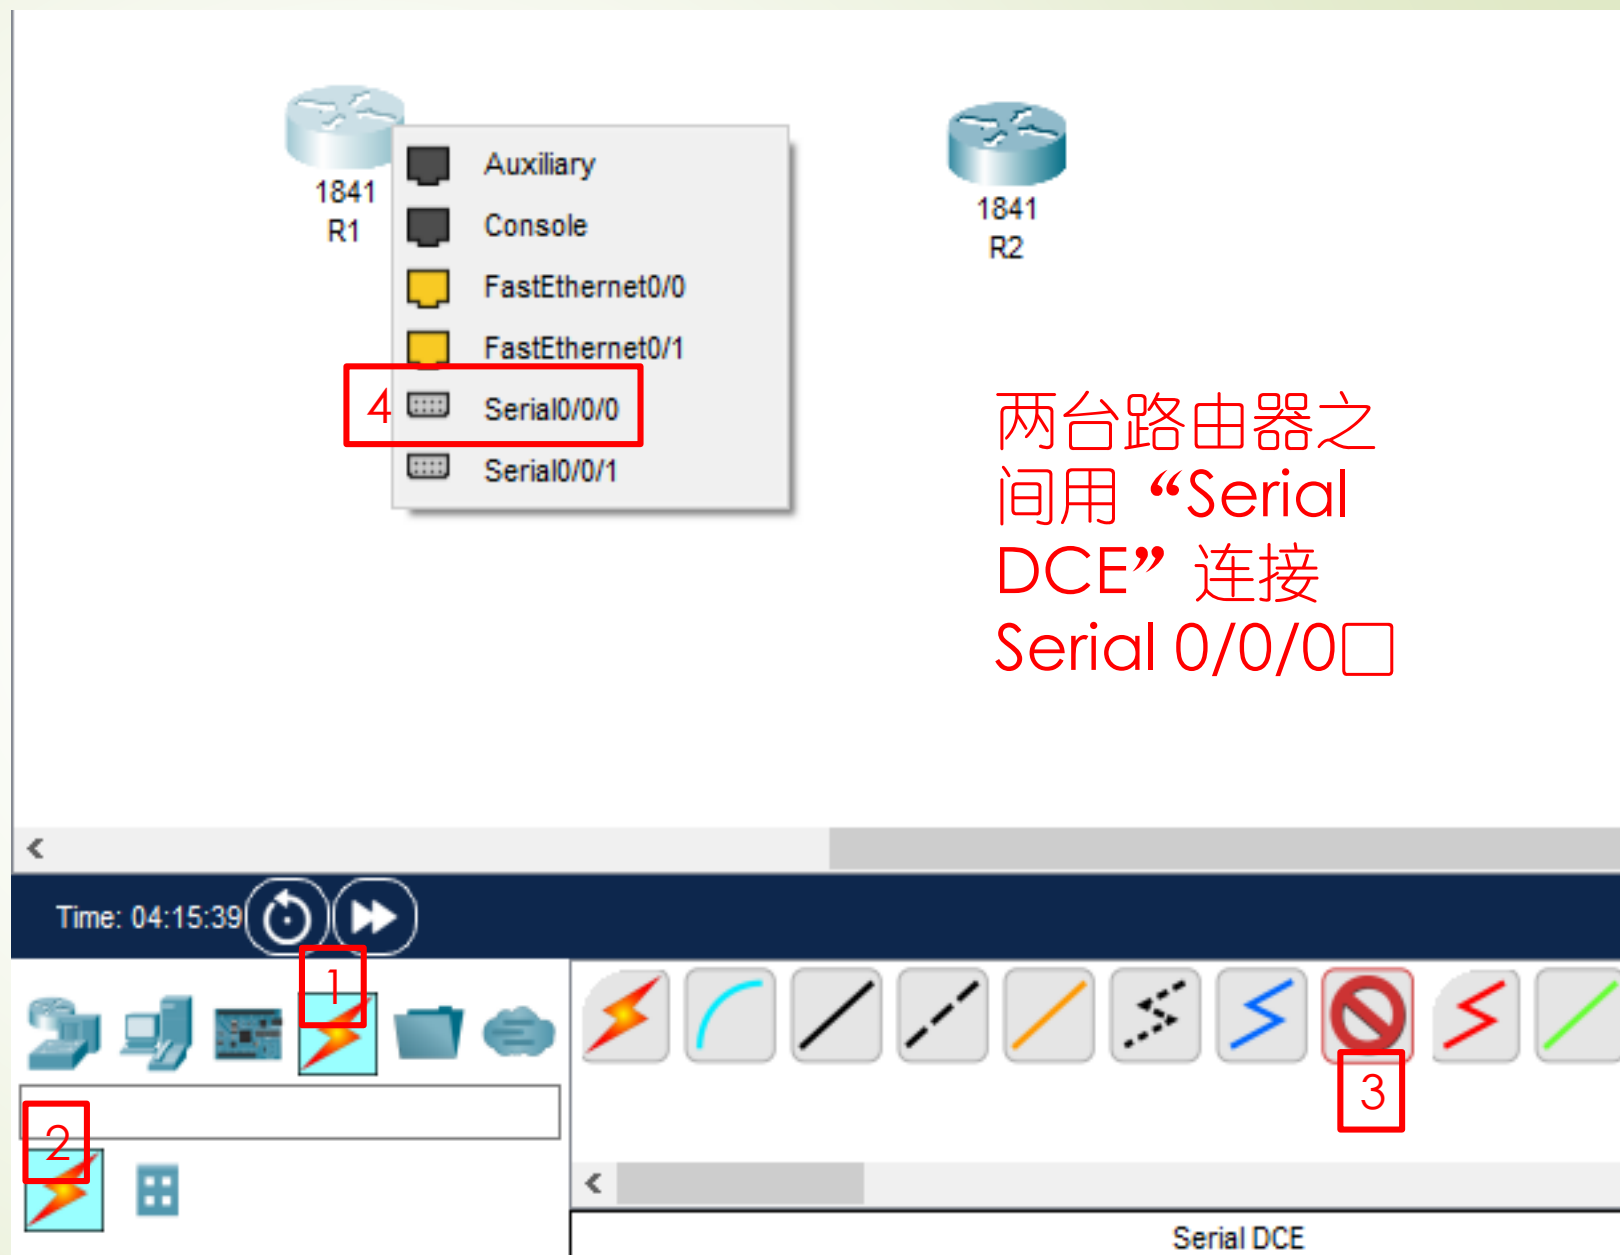 1841
R1
Auxiliary
Console
FastEthernet0/0
FastEthernet0/1
4
Serial0/0/0
Serial0/0/1
1841
R2
两台路由器之
间用“Serial
DCE”连接
Serial 0/0/0□
Time: 04:15:39
1
2
3
Serial DCE